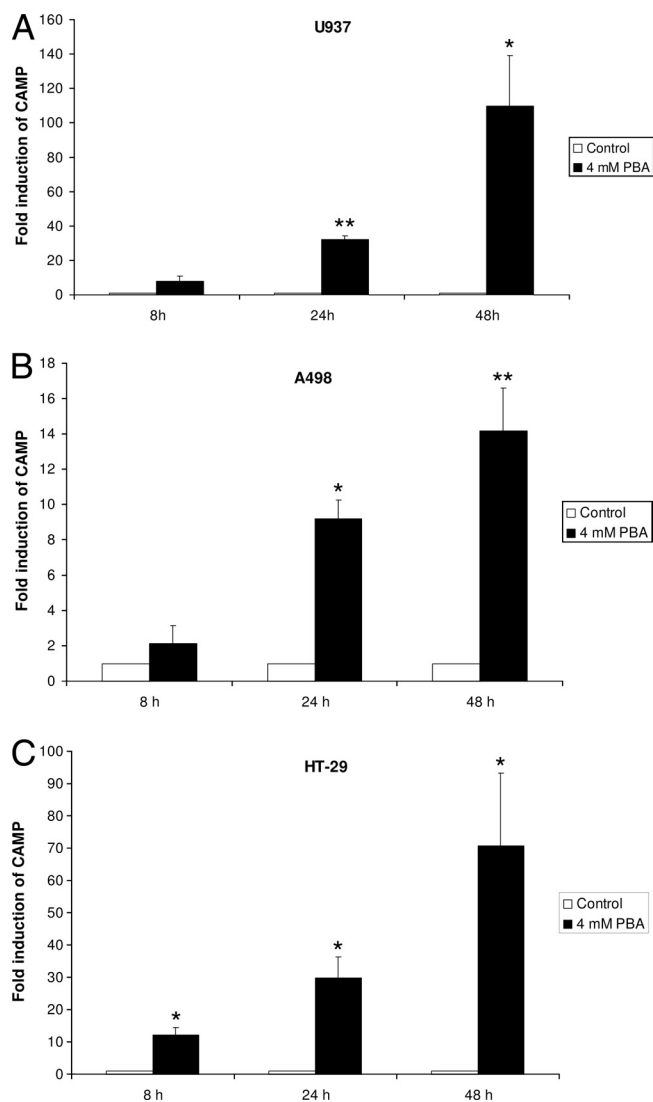 A
U937
Fold induction of CAMP
160
140
120
100
80
60
40
20
0
**
*
8h 24h 48h
Control
4 mM PBA
B
A498
Fold induction of CAMP
18
16
14
12
10
8
6
4
2
0
*
**
8 h 24 h 48 h
Control
4 mM PBA
C
HT-29
Fold induction of CAMP
100
90
80
70
60
50
40
30
20
10
0
*
*
*
8 h 24 h 48 h
Control
4 mM PBA